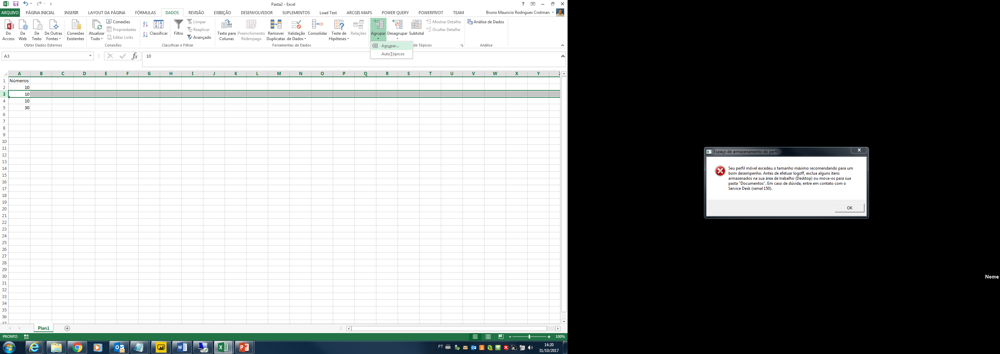 Pasta2 - Excel
ARQUIVO PÁGINA INICIAL INSERIR LAYOUT DA PÁGINA FÓRMULAS DADOS REVISÃO EXIBIÇÃO DESENVOLVEDOR SUPLEMENTOS Load Test ARCGIS MAPS POWER QUERY POWERPIVOT TEAM Bruno Mauricio Rodrigues Crotman
Do Access
Da Web
De Texto
De Outras Fontes
Conexões Existentes
Obter Dados Externos
Atualizar Tudo
Conexões
Propriedades
Editar Links
Conexões
Classificar
Filtro
Limpar
Reaplicar
Avançado
Classificar e Filtrar
Texto para Colunas
Preenchimento Relâmpago
Remover Duplicatas
Validação de Dados
Consolidar
Teste de Hipóteses
Relações
Ferramentas de Dados
Agrupar
Desagrupar
Subtotal
Mostrar Detalhe
Ocultar Detalhe
de Tópicos
Agrupar...
AutoTópicos
Análise de Dados
Análise
A3 fx 10
A B C D E F G H I J K L M N O P Q R S T U V W X Y Z
1 Números
2 10
3 10
4 10
5 30
6
7
8
9
10
11
12
13
14
15
16
17
18
19
20
21
22
23
24
25
26
27
28
29
30
31
32
33
34
35
36
37
Plan1
PRONTO 100%
PT 14:20
31/10/2017
Espaço de armazenamento do perfil
Seu perfil móvel excedeu o tamanho máximo recomendando para um
bom desempenho. Antes de efetuar logoff, exclua alguns itens
armazenados na sua área de trabalho (Desktop) ou mova-os para sua
pasta "Documentos". Em caso de dúvida, entre em contato com o
Service Desk (ramal 150).
OK
Nome